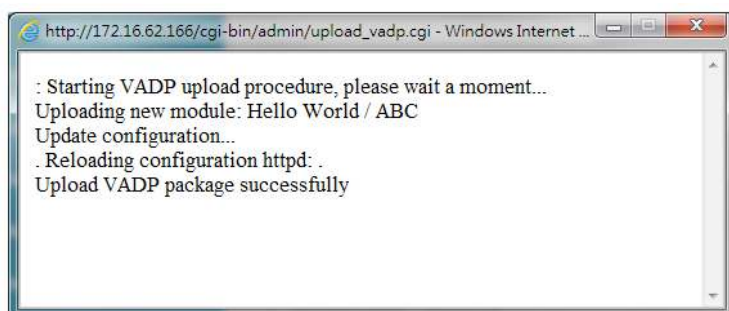 http://172.16.62.166/cgi-bin/admin/upload_vadp.cgi - Windows Internet ...
: Starting VADP upload procedure, please wait a moment...
Uploading new module: Hello World / ABC
Update configuration...
. Reloading configuration httpd: .
Upload VADP package successfully